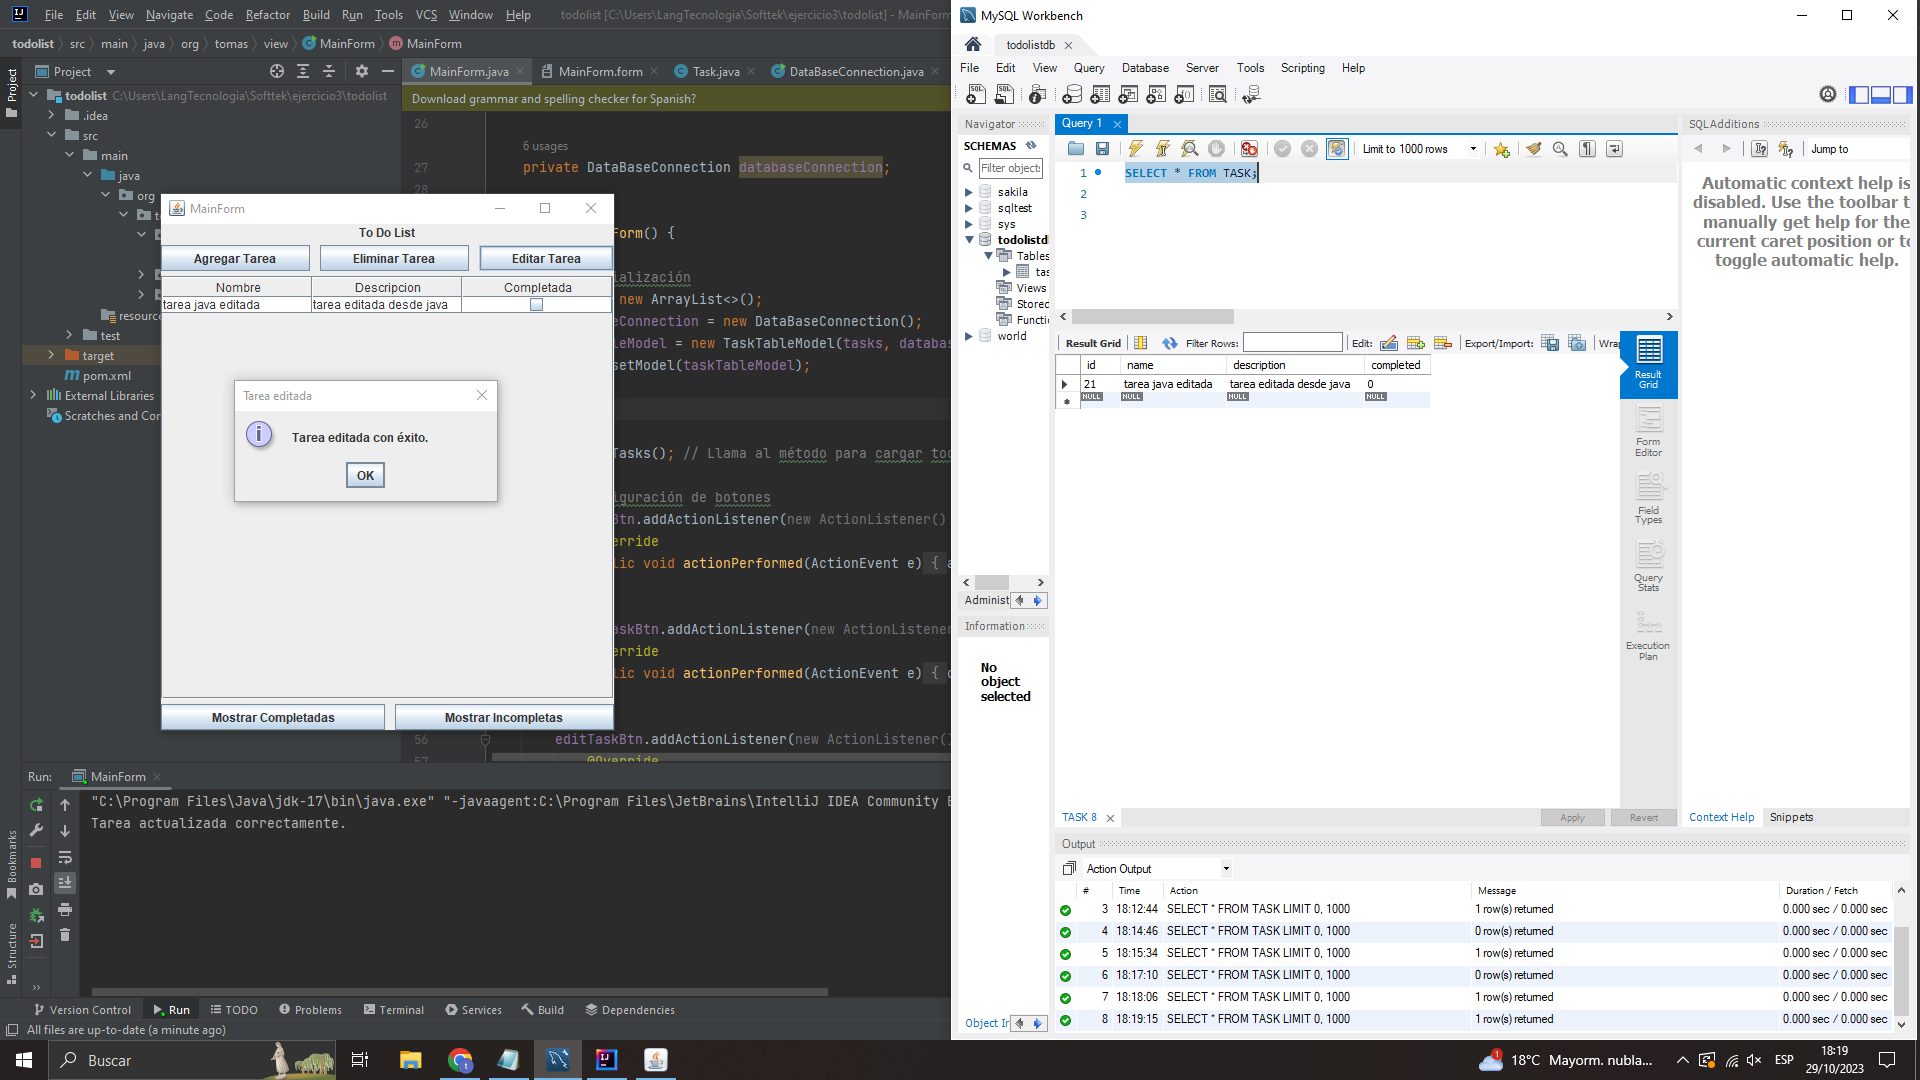 File Edit View Navigate Code Refactor Build Run Tools VCS Window Help todolist [C:\Users\LangTecnologia\Softtek\ejercicio3\todolist] - MainForm
todolist src main java org tomas view MainForm MainForm
Project
Project
MainForm.java MainForm.form Task.java DataBaseConnection.java
todolist C:\Users\LangTecnologia\Softtek\ejercicio3\todolist
.idea
src
main
java
org
resource
test
target
pom.xml
External Libraries
Scratches and Con
Download grammar and spelling checker for Spanish?
26
6 usages
27 private DataBaseConnection databaseConnection;
28
Form() {
ialización
new ArrayList<>();
eConnection = new DataBaseConnection();
leModel = new TaskTableModel(tasks, databas
setModel(taskTableModel);
Tasks(); // Llama al método para cargar tod
iguración de botones
Btn.addActionListener(new ActionListener()
erride
lic void actionPerformed(ActionEvent e) {
askBtn.addActionListener(new ActionListener
erride
lic void actionPerformed(ActionEvent e) {
56 editTaskBtn.addActionListener(new ActionListener()
57 @Override
MainForm
To Do List
Agregar Tarea Eliminar Tarea Editar Tarea
Nombre Descripcion Completada
tarea java editada tarea editada desde java
Mostrar Completadas Mostrar Incompletas
Tarea editada
Tarea editada con éxito.
OK
Run: MainForm
"C:\Program Files\Java\jdk-17\bin\java.exe" "-javaagent:C:\Program Files\JetBrains\IntelliJ IDEA Community E
Tarea actualizada correctamente.
Bookmarks
Structure
Version Control Run TODO Problems Terminal Services Build Dependencies
All files are up-to-date (a minute ago)
MySQL Workbench
todolistdb
File Edit View Query Database Server Tools Scripting Help
Navigator
SCHEMAS
Filter objects
sakila
sqltest
sys
todolistdb
Tables
tas
Views
Stored
Functi
world
Administ
Information
No
object
selected
Object In
Query 1
Limit to 1000 rows
1 SELECT * FROM TASK;
2
3
SQLAdditions
Jump to
Automatic context help is
disabled. Use the toolbar t
manually get help for the
current caret position or to
toggle automatic help.
Result Grid Filter Rows: Edit: Export/Import: Wrap
id name description completed
21 tarea java editada tarea editada desde java 0
NULL NULL NULL NULL
Result
Grid
Form
Editor
Field
Types
Query
Stats
Execution
Plan
TASK 8 Apply Revert Context Help Snippets
Output
Action Output
# Time Action Message Duration / Fetch
3 18:12:44 SELECT * FROM TASK LIMIT 0, 1000 1 row(s) returned 0.000 sec / 0.000 sec
4 18:14:46 SELECT * FROM TASK LIMIT 0, 1000 0 row(s) returned 0.000 sec / 0.000 sec
5 18:15:34 SELECT * FROM TASK LIMIT 0, 1000 1 row(s) returned 0.000 sec / 0.000 sec
6 18:17:10 SELECT * FROM TASK LIMIT 0, 1000 0 row(s) returned 0.000 sec / 0.000 sec
7 18:18:06 SELECT * FROM TASK LIMIT 0, 1000 1 row(s) returned 0.000 sec / 0.000 sec
8 18:19:15 SELECT * FROM TASK LIMIT 0, 1000 1 row(s) returned 0.000 sec / 0.000 sec
Buscar
1 18°C Mayorm. nubla... ESP 18:19
29/10/2023